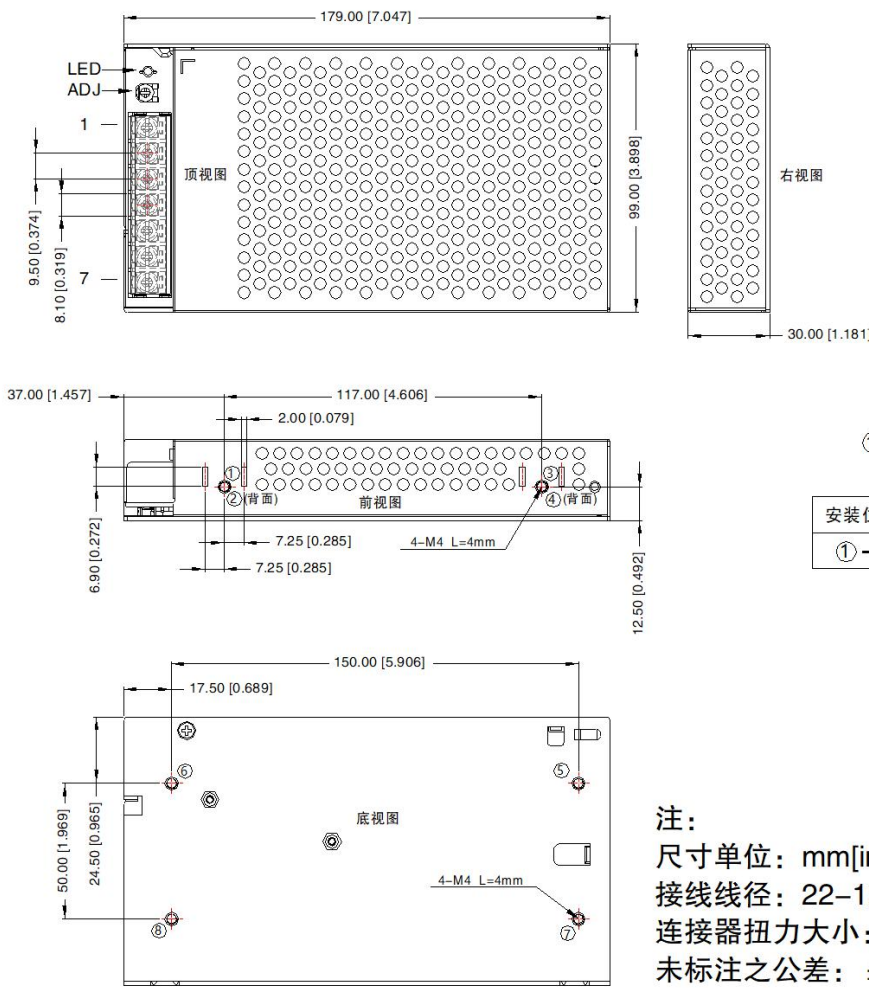 179.00 [7.047]
LED
ADJ
1
7
9.50 [0.374]
8.10 [0.319]
顶视图
99.00 [3.898]
右视图
30.00 [1.181]
37.00 [1.457]
117.00 [4.606]
2.00 [0.079]
①
③
②(背面)
前视图
④(背面)
6.90 [0.272]
7.25 [0.285]
7.25 [0.285]
4-M4 L=4mm
12.50 [0.492]
安装
①-
150.00 [5.906]
17.50 [0.689]
⑥
⑤
50.00 [1.969]
24.50 [0.965]
底视图
4-M4 L=4mm
⑧
⑦
注:
尺寸单位:mm[in
接线线径:22-1
连接器扭力大小:
未标注之公差: